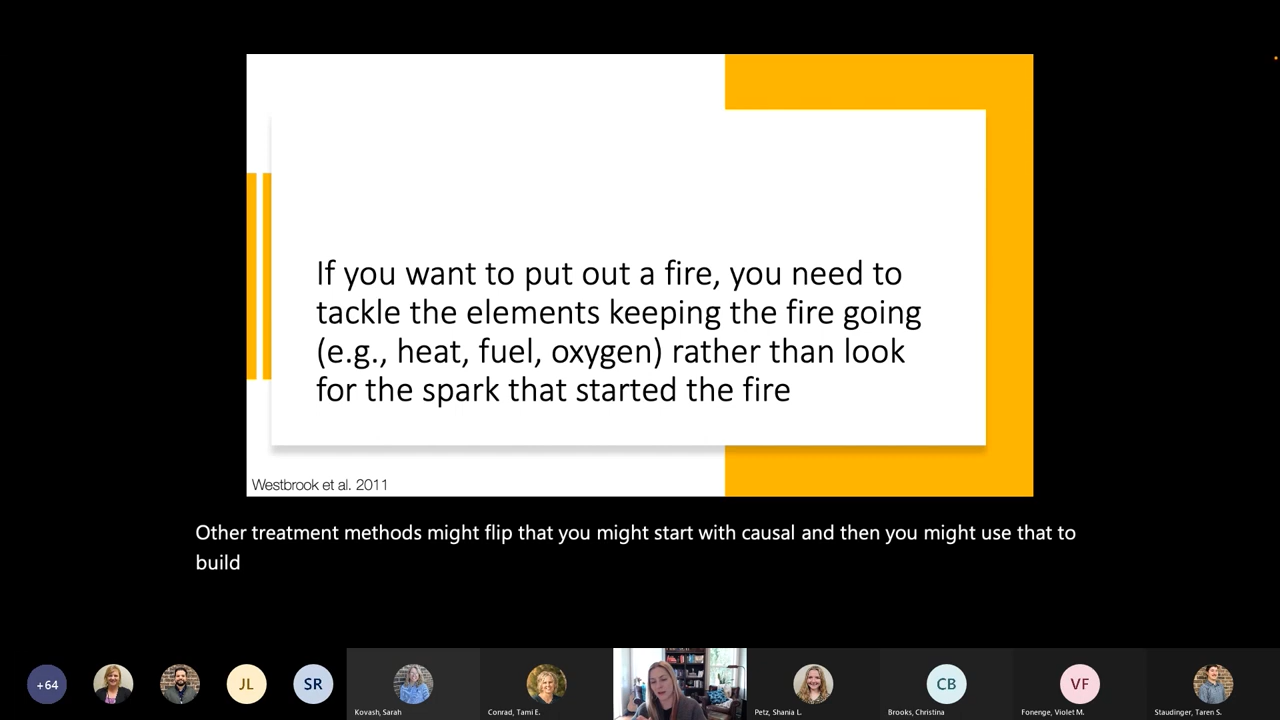 If you want to put out a fire, you need to
tackle the elements keeping the fire going
(e.g., heat, fuel, oxygen) rather than look
for the spark that started the fire
Westbrook et al. 2011
Other treatment methods might flip that you might start with causal and then you might use that to
build
+64
JL
SR
CB
VF
Kovash, Sarah
Conrad, Tami E.
Petz, Shania L.
Brooks, Christina
Fonenge, Violet M.
Staudinger, Taren S.